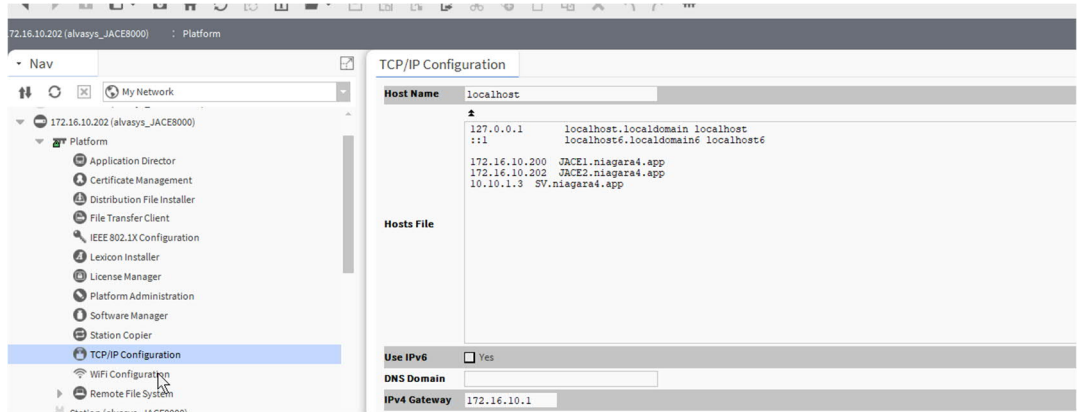 72.16.10.202 (alvasys_JACE8000) : Platform
Nav
My Network
172.16.10.202 (alvasys_JACE8000)
Platform
Application Director
Certificate Management
Distribution File Installer
File Transfer Client
IEEE 802.1X Configuration
Lexicon Installer
License Manager
Platform Administration
Software Manager
Station Copier
TCP/IP Configuration
WiFi Configuration
Remote File System
TCP/IP Configuration
Host Name localhost
127.0.0.1 localhost.localdomain localhost
::1 localhost6.localdomain6 localhost6
172.16.10.200 JACE1.niagara4.app
172.16.10.202 JACE2.niagara4.app
10.10.1.3 SV.niagara4.app
Hosts File
Use IPv6 Yes
DNS Domain
IPv4 Gateway 172.16.10.1